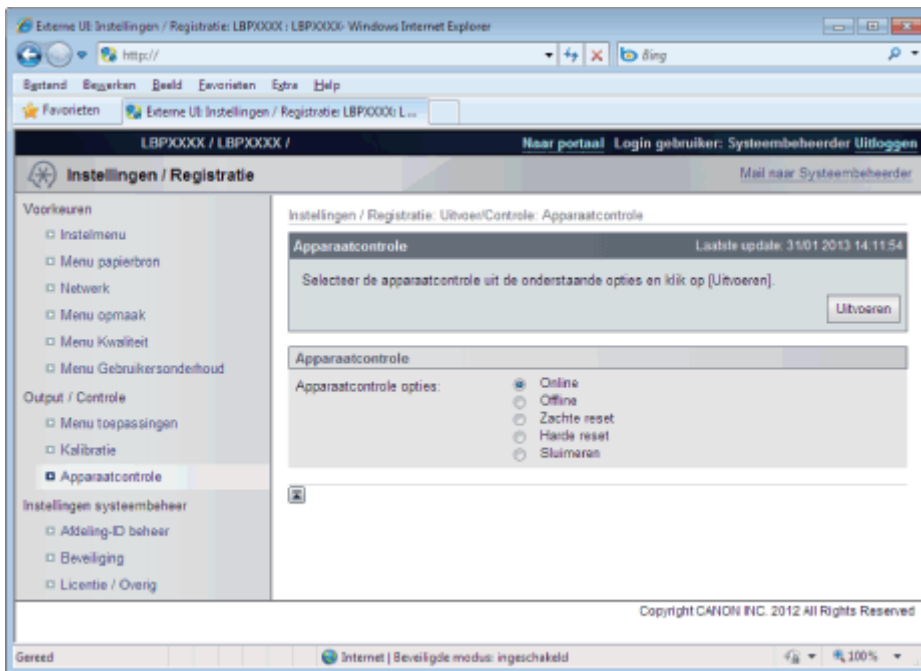 Externe UI: Instellingen / Registratie: LBPXXXX : LBPXXXX- Windows Internet Explorer
http://
Bing
Bestand Bewerken Beeld Favorieten Extra Help
Favorieten
Externe UI: Instellingen / Registratie: LBPXXXX: L...
LBPXXXX / LBPXXXX /
Naar portaal Login gebruiker: Systeembeheerder Uitloggen
Instellingen / Registratie
Mail naar Systeembeheerder
Voorkeuren
Instelmenu
Menu papierbron
Netwerk
Menu opmaak
Menu Kwaliteit
Menu Gebruikersonderhoud
Output / Controle
Menu toepassingen
Kalibratie
Apparaatcontrole
Instellingen systeembeheer
Afdeling-ID beheer
Beveiliging
Licentie / Overig
Instellingen / Registratie: Uitvoer/Controle: Apparaatcontrole
Apparaatcontrole
Laatste update: 31/01 2013 14:11:54
Selecteer de apparaatcontrole uit de onderstaande opties en klik op [Uitvoeren].
Uitvoeren
Apparaatcontrole
Apparaatcontrole opties:
Online
Offline
Zachte reset
Harde reset
Sluimeren
Copyright CANON INC. 2012 All Rights Reserved
Gereed
Internet | Beveiligde modus: ingeschakeld
100%